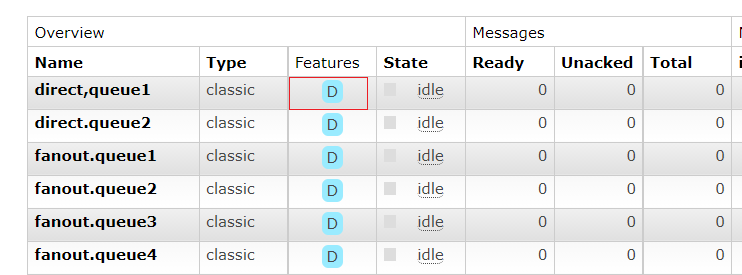 Overview Messages
Name Type Features State Ready Unacked Total
direct,queue1 classic D idle 0 0 0
direct.queue2 classic D idle 0 0 0
fanout.queue1 classic D idle 0 0 0
fanout.queue2 classic D idle 0 0 0
fanout.queue3 classic D idle 0 0 0
fanout.queue4 classic D idle 0 0 0